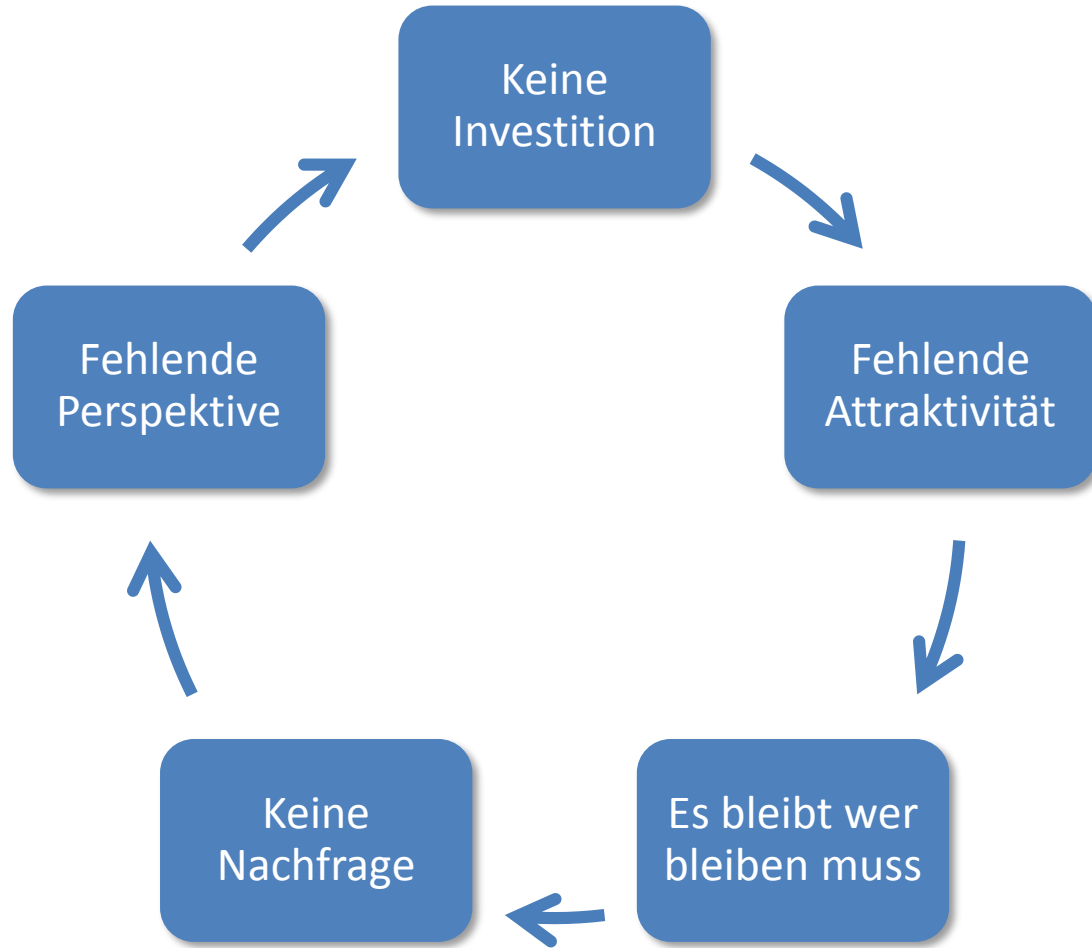 Keine
Investition
Fehlende
Attraktivität
Es bleibt wer
bleiben muss
Keine
Nachfrage
Fehlende
Perspektive